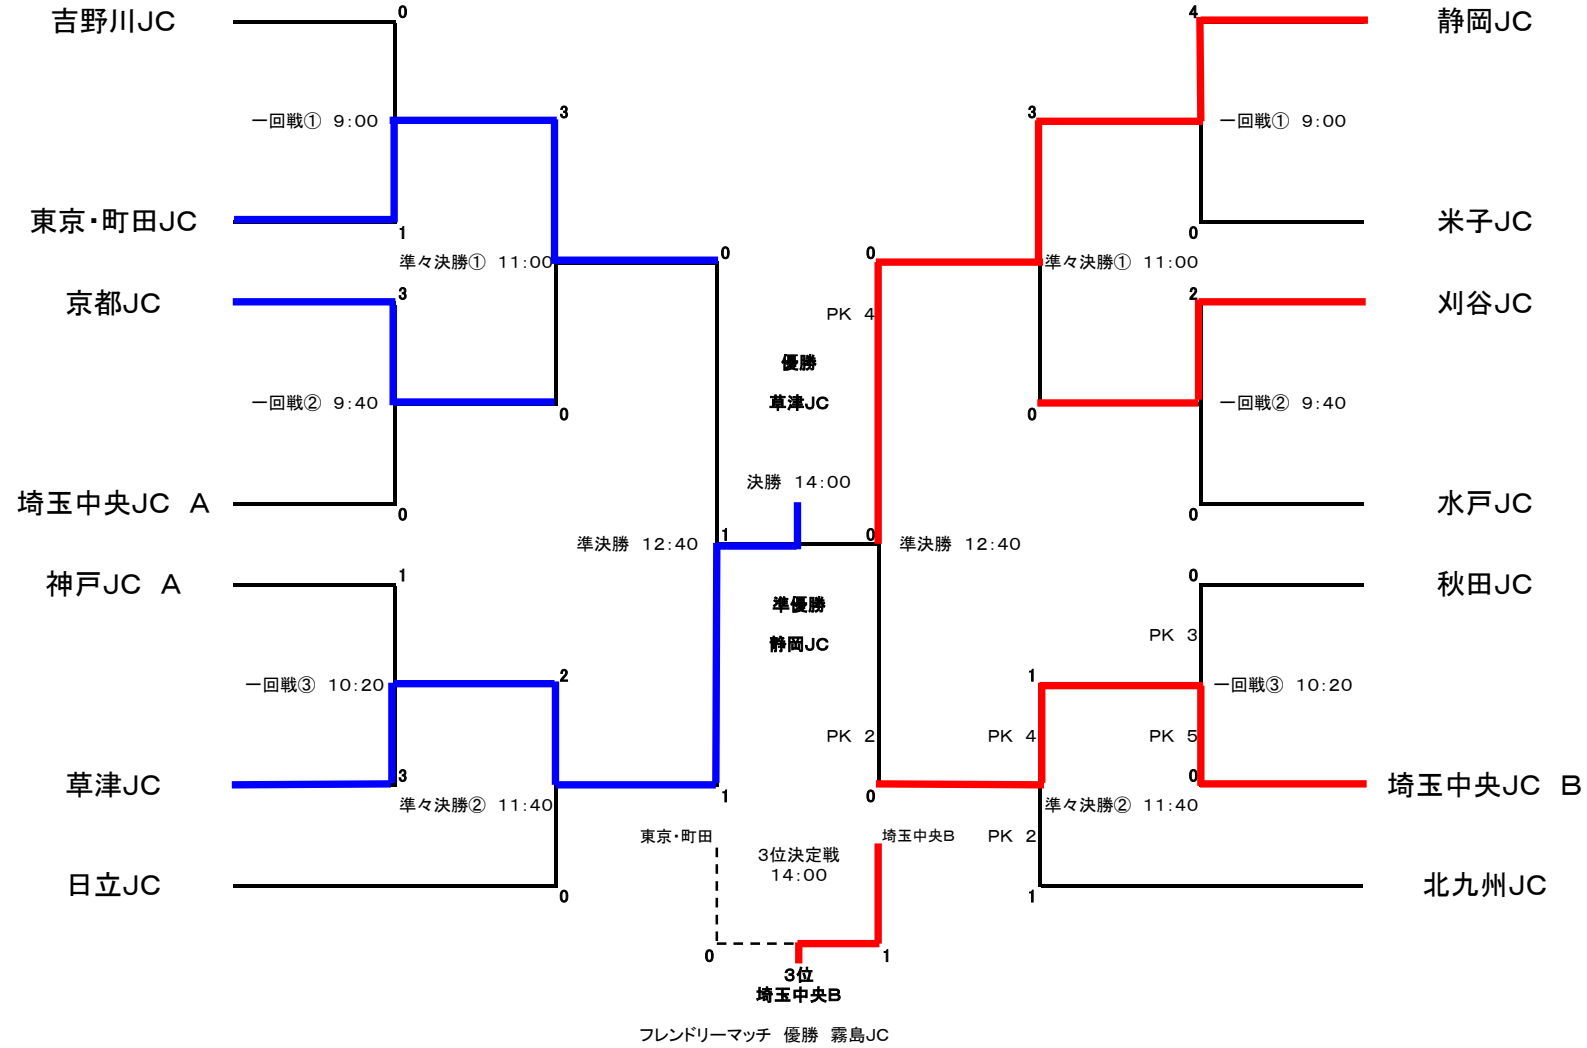 吉野川JC
0
4
静岡JC
一回戦① 9:00
3
3
一回戦① 9:00
東京・町田JC
1
0
米子JC
準々決勝① 11:00
0
0
準々決勝① 11:00
京都JC
3
2
刈谷JC
PK 4
優勝
草津JC
一回戦② 9:40
0
0
一回戦② 9:40
決勝 14:00
埼玉中央JC A
0
0
水戸JC
準決勝 12:40
1
0
準決勝 12:40
神戸JC A
1
0
秋田JC
準優勝
静岡JC
PK 3
一回戦③ 10:20
2
1
一回戦③ 10:20
PK 2
PK 4
PK 5
草津JC
3
0
埼玉中央JC B
準々決勝② 11:40
1
0
準々決勝② 11:40
東京・町田
埼玉中央B
PK 2
3位決定戦
14:00
日立JC
0
1
北九州JC
0
1
3位
埼玉中央B
フレンドリーマッチ 優勝 霧島JC